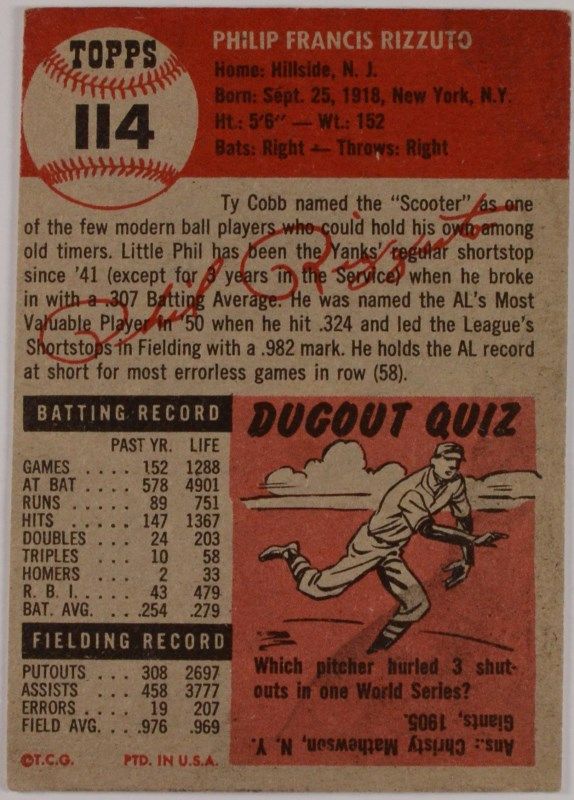 TOPPS
114
PHILIP FRANCIS RIZZUTO
Home: Hillside, N. J.
Born: Sept. 25, 1918, New York, N.Y.
Ht.: 5'6" — Wt.: 152
Bats: Right — Throws: Right
Ty Cobb named the "Scooter" as one
of the few modern ball players who could hold his own among
old timers. Little Phil has been the Yanks' regular shortstop
since '41 (except for 3 years in the Service) when he broke
in with a .307 Batting Average. He was named the AL's Most
Valuable Player in '50 when he hit .324 and led the League's
Shortstops in Fielding with a .982 mark. He holds the AL record
at short for most errorless games in row (58).
Phil Rizzuto
BATTING RECORD
PAST YR. LIFE
GAMES .... 152 1288
AT BAT .... 578 4901
RUNS .... 89 751
HITS .... 147 1367
DOUBLES ... 24 203
TRIPLES ... 10 58
HOMERS ... 2 33
R. B. I. .... 43 479
BAT. AVG. ... .254 .279
FIELDING RECORD
PUTOUTS ... 308 2697
ASSISTS ... 458 3777
ERRORS ... 19 207
FIELD AVG. ... .976 .969
©T.C.G. PTD. IN U.S.A.
DUGOUT QUIZ
Which pitcher hurled 3 shut-
outs in one World Series?
Ans.: Christy Mathewson, N. Y.
Giants, 1905.